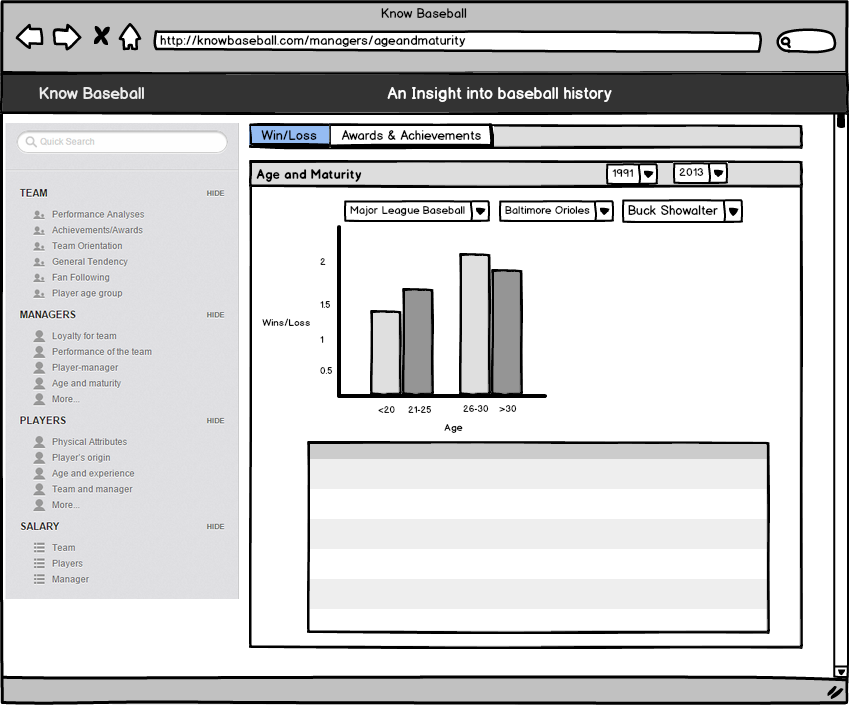 Know Baseball
http://knowbaseball.com/managers/ageandmaturity
Know Baseball
An Insight into baseball history
Quick Search
TEAM HIDE
Performance Analyses
Achievements/Awards
Team Orientation
General Tendency
Fan Following
Player age group
MANAGERS HIDE
Loyalty for team
Performance of the team
Player-manager
Age and maturity
More...
PLAYERS HIDE
Physical Attributes
Player's origin
Age and experience
Team and manager
More...
SALARY HIDE
Team
Players
Manager
Win/Loss Awards & Achievements
Age and Maturity 1991 2013
Major League Baseball Baltimore Orioles Buck Showalter
2
1.5
Wins/Loss
1
0.5
<20 21-25 26-30 >30
Age